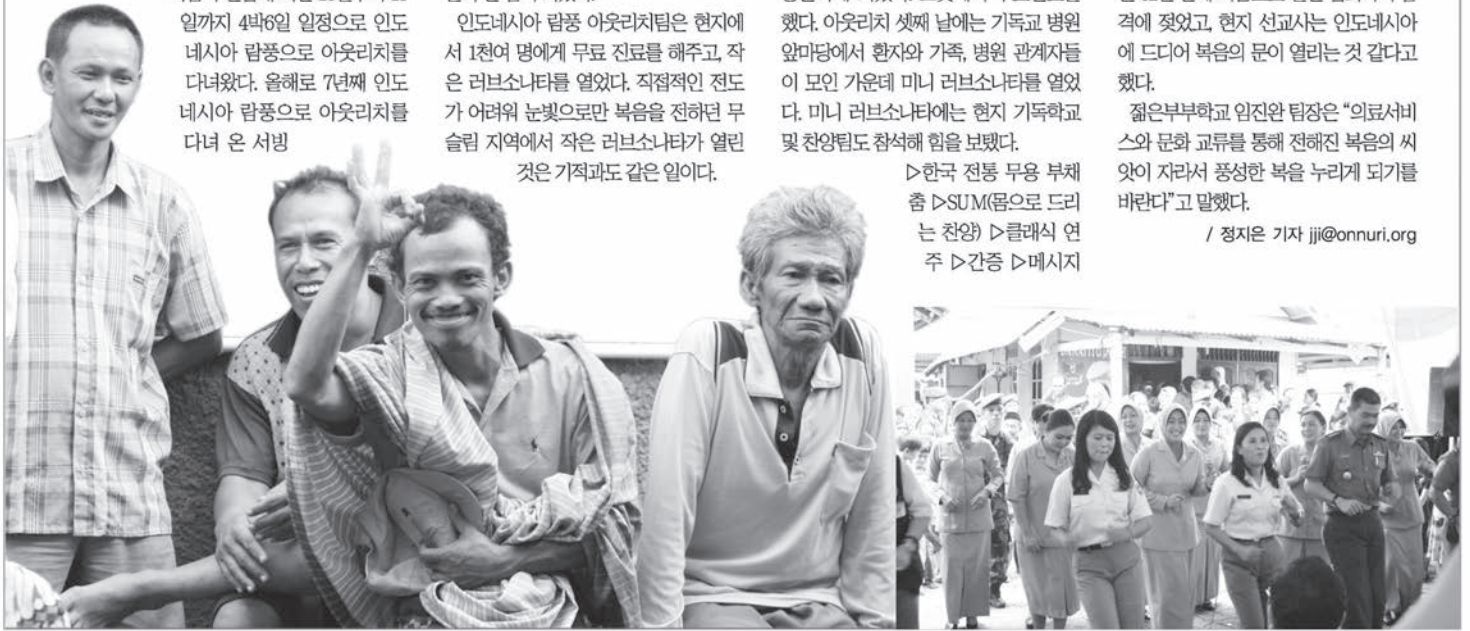 일까지 4박6일 일정으로 인도
네시아 람풍으로 아웃리치를
다녀왔다. 올해로 7년째 인도
네시아 람풍으로 아웃리치를
다녀 온 서빙
인도네시아 람풍 아웃리치팀은 현지에
서 1천여 명에게 무료 진료를 해주고, 작
은 러브소나타를 열었다. 직접적인 전도
가 어려워 눈빛으로만 복음을 전하던 무
슬림 지역에서 작은 러브소나타가 열린
것은 기적과도 같은 일이다.
했다. 아웃리치 셋째 날에는 기독교 병원
앞마당에서 환자와 가족, 병원 관계자들
이 모인 가운데 미니 러브소나타를 열었
다. 미니 러브소나타에는 현지 기독학교
및 찬양팀도 참석해 힘을 보탰다.
▷한국 전통 무용 부채
춤 ▷SUM(몸으로 드리
는 찬양) ▷클래식 연
주 ▷간증 ▷메시지
격에 젖었고, 현지 선교사는 인도네시아
에 드디어 복음의 문이 열리는 것 같다고
했다.
젊은부부학교 임진완 팀장은 “의료서비
스와 문화 교류를 통해 전해진 복음의 씨
앗이 자라서 풍성한 복을 누리게 되기를
바란다”고 말했다.
/ 정지은 기자 jji@onnuri.org